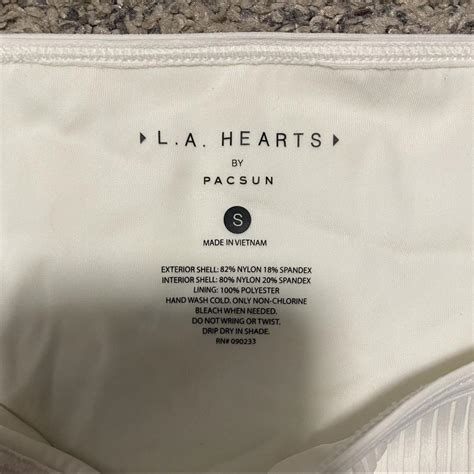 L.A. HEARTS
BY
PACSUN
S
MADE IN VIETNAM
EXTERIOR SHELL: 82% NYLON 18% SPANDEX
INTERIOR SHELL: 80% NYLON 20% SPANDEX
LINING: 100% POLYESTER
HAND WASH COLD. ONLY NON-CHLORINE
BLEACH WHEN NEEDED.
DO NOT WRING OR TWIST.
DRIP DRY IN SHADE.
RN# 090233